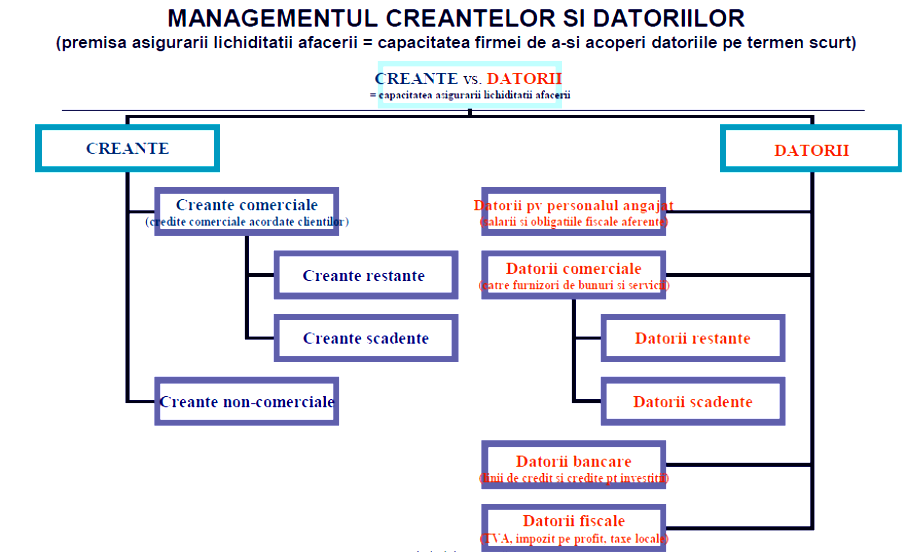 MANAGEMENTUL CREANTELOR SI DATORIILOR
(premisa asigurarii lichiditatii afacerii = capacitatea firmei de a-si acoperi datoriile pe termen scurt)
CREANTE vs. DATORII
= capacitatea asigurarii lichiditatii afacerii
CREANTE
DATORII
Creante comerciale
(credite comerciale acordate clientilor)
Creante restante
Creante scadente
Creante non-comerciale
Datorii pv personalul angajat
(salarii si obligatiile fiscale aferente)
Datorii comerciale
(catre furnizori de bunuri si servicii)
Datorii restante
Datorii scadente
Datorii bancare
(linii de credit si credite pt investitii)
Datorii fiscale
(TVA, impozit pe profit, taxe locale)